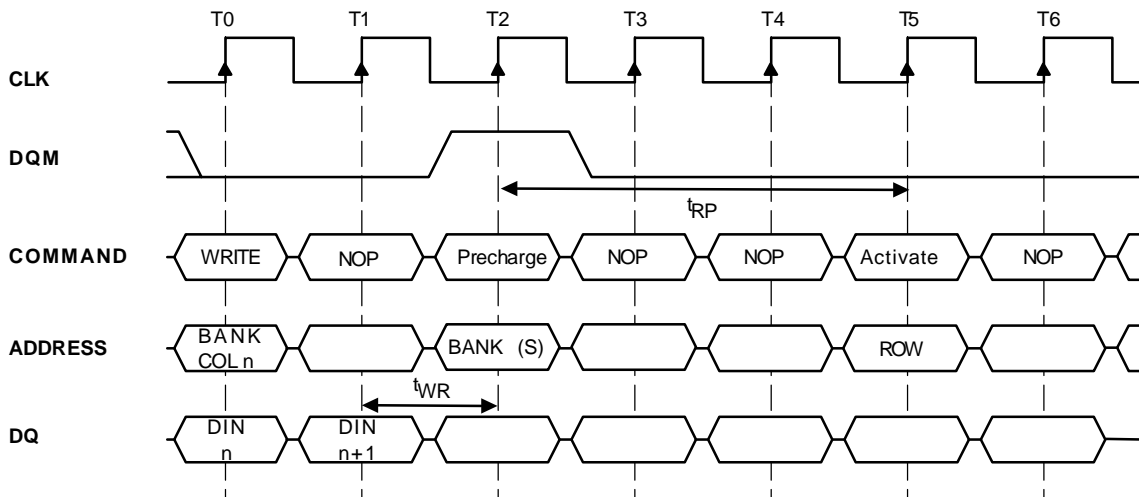 T0 T1 T2 T3 T4 T5 T6
CLK
DQM
tRP
COMMAND WRITE NOP Precharge NOP NOP Activate NOP
ADDRESS BANK COL n BANK (S) ROW
tWR
DQ DIN n DIN n+1